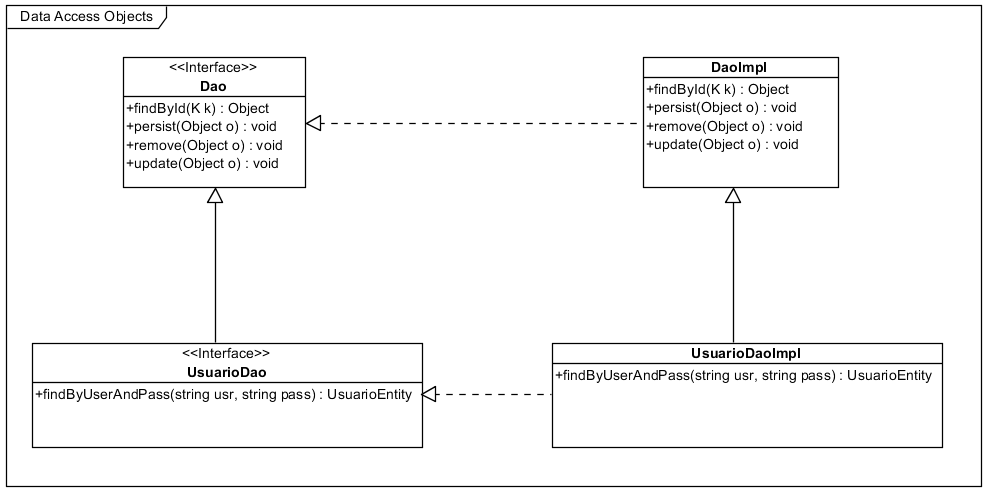 Data Access Objects
<<Interface>>
Dao
+findById(K k) : Object
+persist(Object o) : void
+remove(Object o) : void
+update(Object o) : void
DaoImpl
+findById(K k) : Object
+persist(Object o) : void
+remove(Object o) : void
+update(Object o) : void
<<Interface>>
UsuarioDao
+findByUserAndPass(string usr, string pass) : UsuarioEntity
UsuarioDaoImpl
+findByUserAndPass(string usr, string pass) : UsuarioEntity